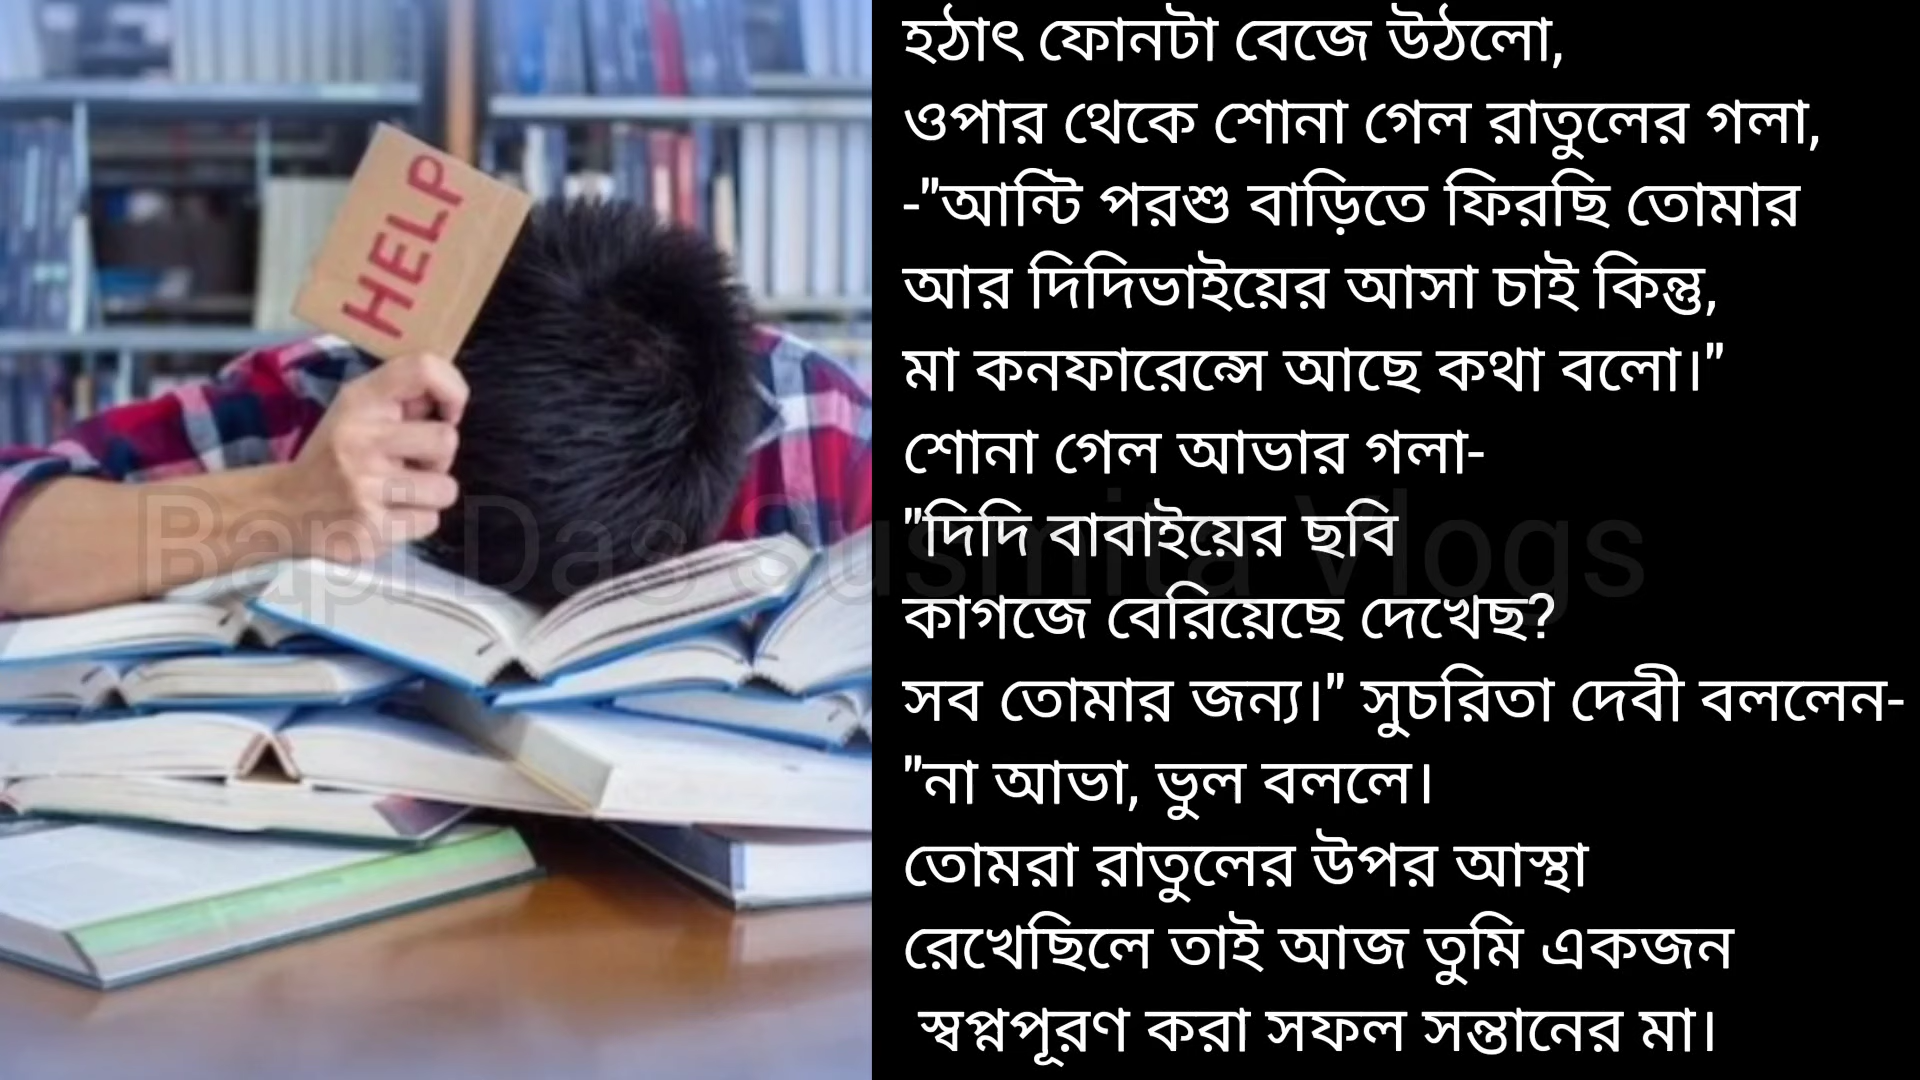 HELP
হঠাৎ ফোনটা বেজে উঠলো,
ওপার থেকে শোনা গেল রাতুলের গলা,
-"আন্টি পরশু বাড়িতে ফিরছি তোমার
আর দিদিভাইয়ের আসা চাই কিন্তু,
মা কনফারেন্সে আছে কথা বলো।"
শোনা গেল আভার গলা-
"দিদি বাবাইয়ের ছবি
কাগজে বেরিয়েছে দেখেছ?
সব তোমার জন্য।" সুচরিতা দেবী বললেন-
"না আভা, ভুল বললে।
তোমরা রাতুলের উপর আস্থা
রেখেছিলে তাই আজ তুমি একজন
স্বপ্নপূরণ করা সফল সন্তানের মা।
Bapi Das Susmita Vlogs